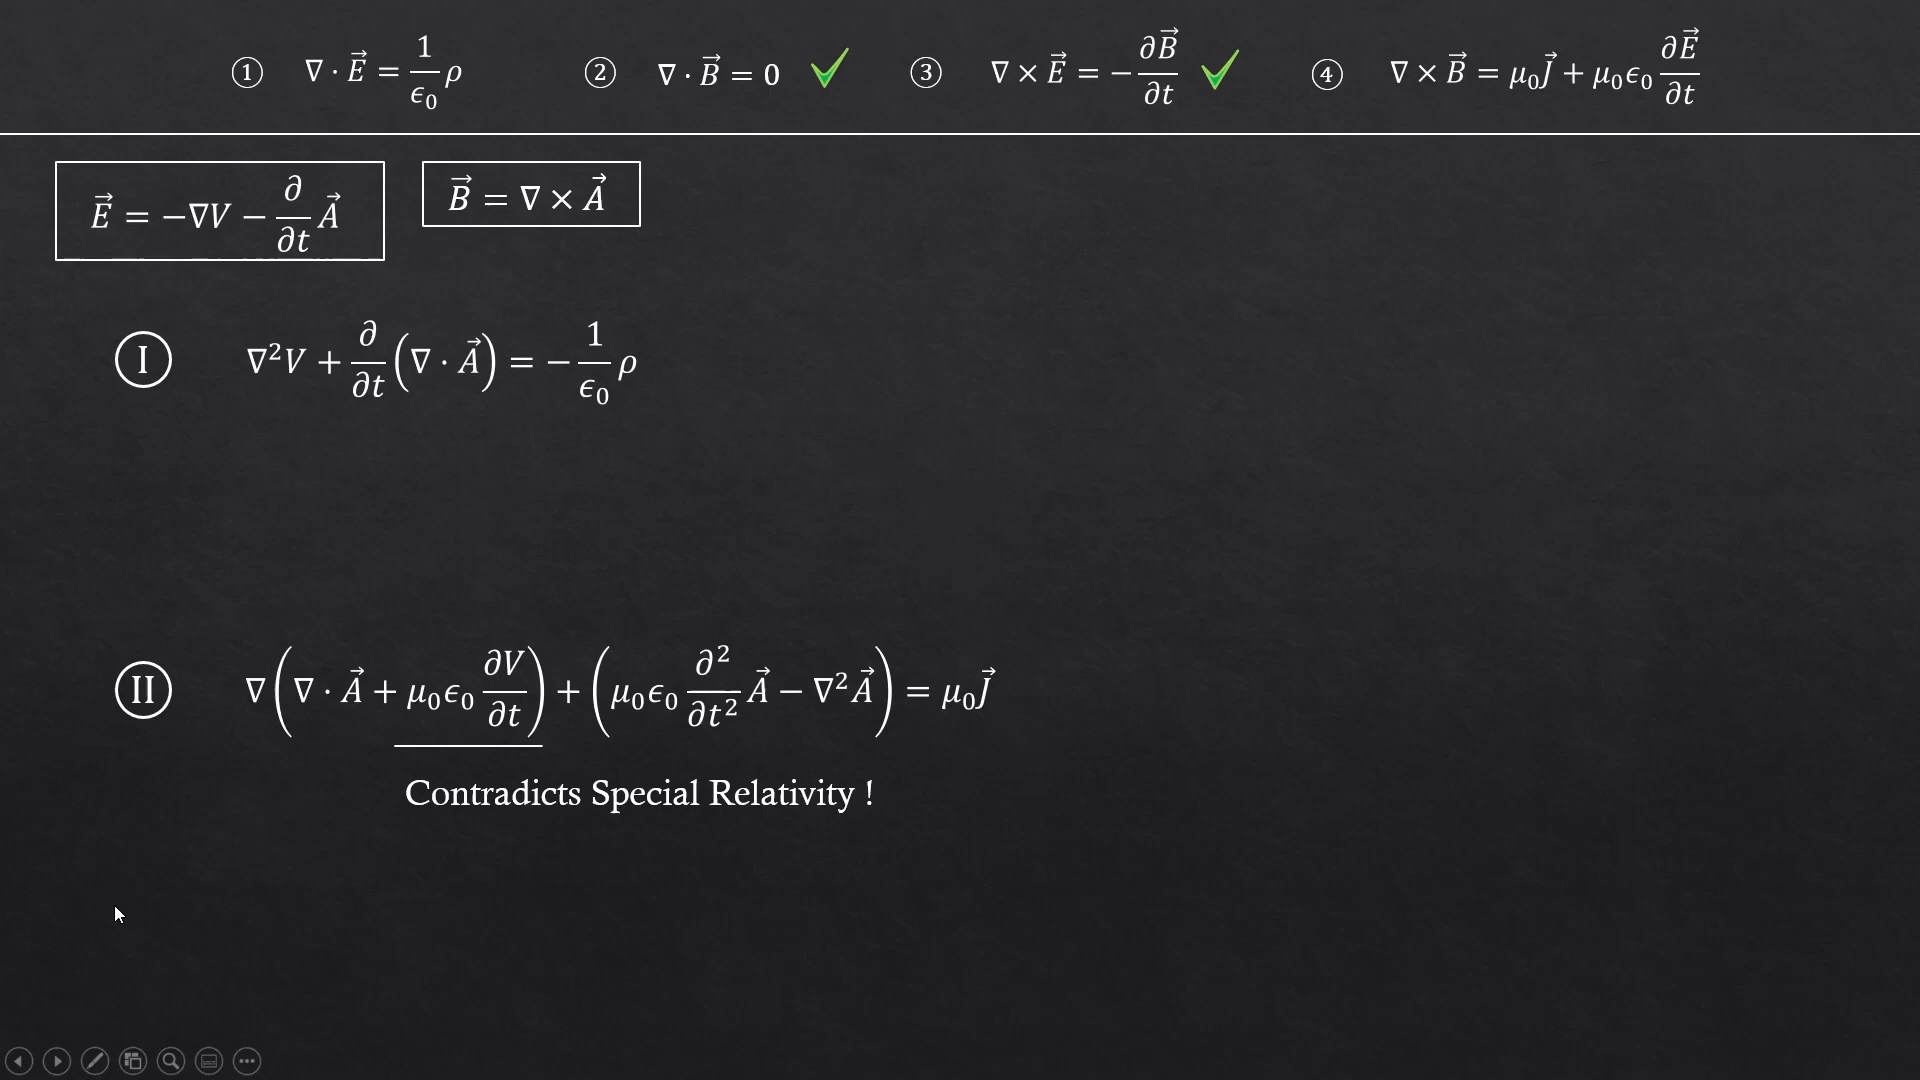 ① ∇ · E⃗ = 1/ϵ₀ ρ ② ∇ · B⃗ = 0 ③ ∇ × E⃗ = −∂B⃗/∂t ④ ∇ × B⃗ = μ₀J⃗ + μ₀ϵ₀ ∂E⃗/∂t
E⃗ = −∇V − ∂/∂t A⃗ B⃗ = ∇ × A⃗
I ∇²V + ∂/∂t (∇ · A⃗) = − 1/ϵ₀ ρ
II ∇(∇ · A⃗ + μ₀ϵ₀ ∂V/∂t) + (μ₀ϵ₀ ∂²/∂t² A⃗ − ∇²A⃗) = μ₀J⃗
Contradicts Special Relativity !